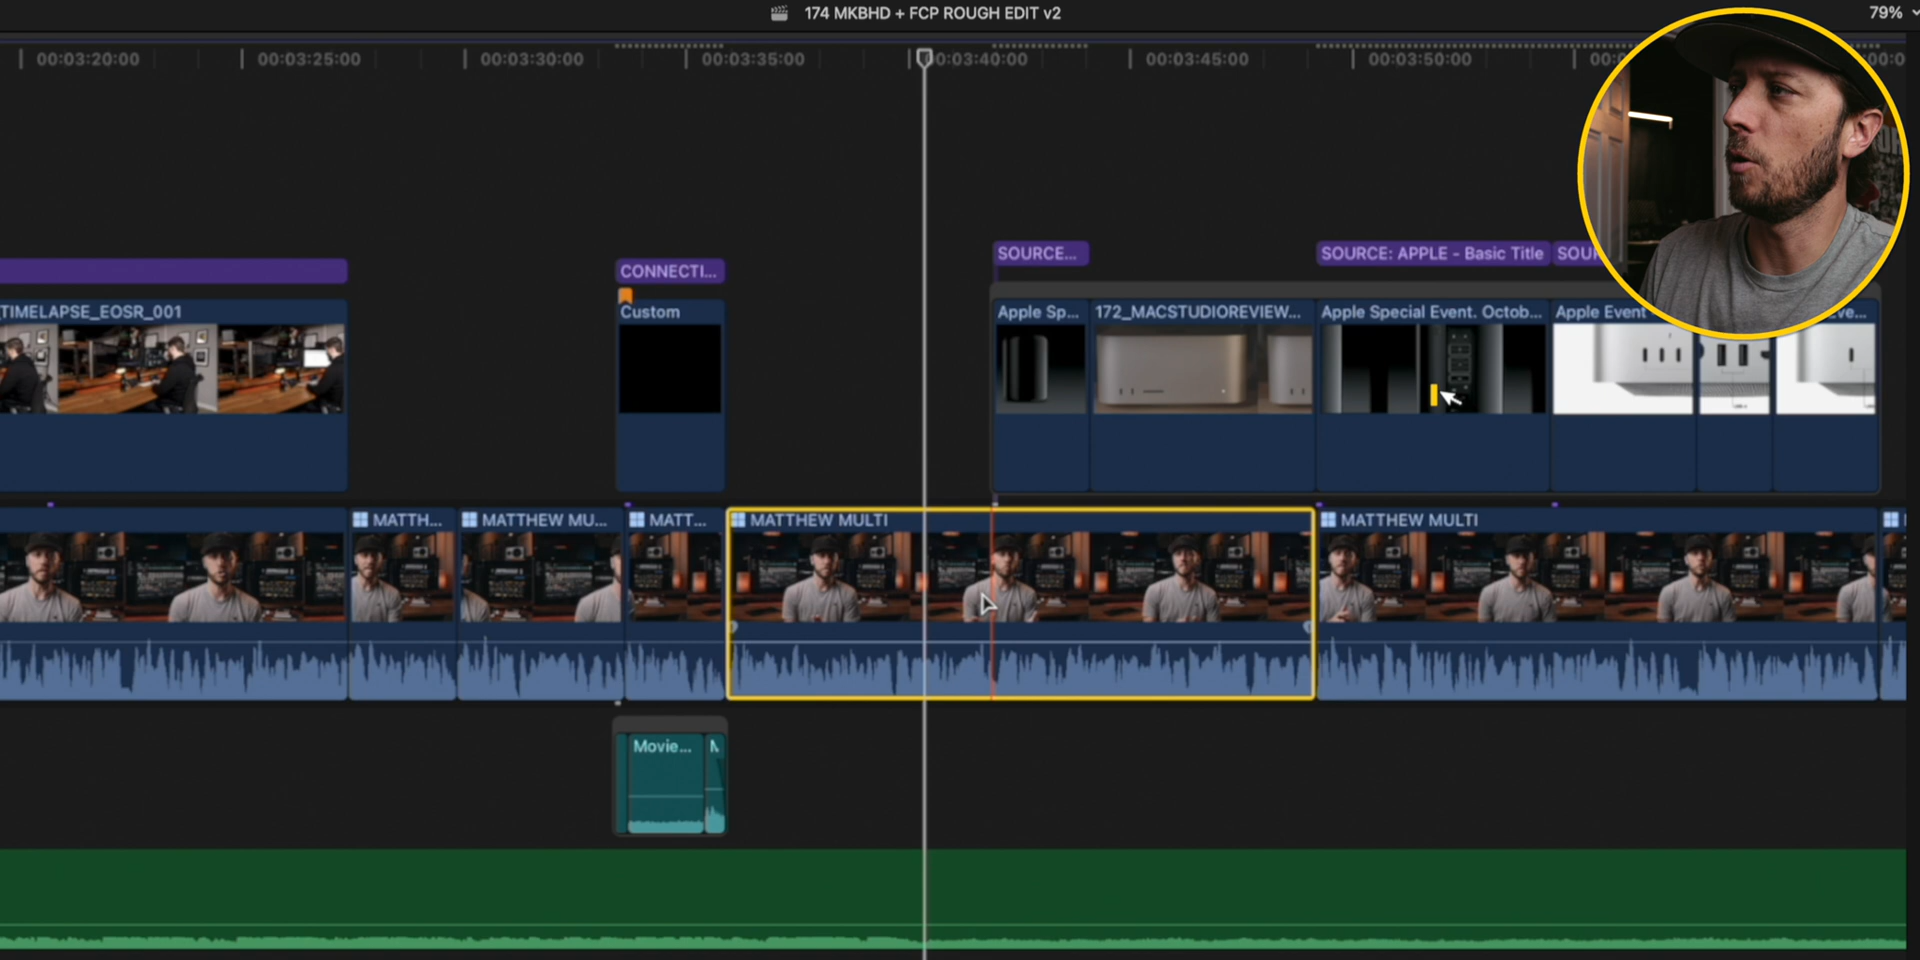 174 MKBHD + FCP ROUGH EDIT v2
79%
00:03:20:00
00:03:25:00
00:03:30:00
00:03:35:00
00:03:40:00
00:03:45:00
00:03:50:00
SOURCE...
SOURCE: APPLE - Basic Title
CONNECTI...
TIMELAPSE_EOSR_001
Custom
Apple Sp...
172_MACSTUDIOREVIEW...
Apple Special Event. Octob...
Apple Event
MATTH...
MATTHEW MU...
MATT...
MATTHEW MULTI
MATTHEW MULTI
Movie...